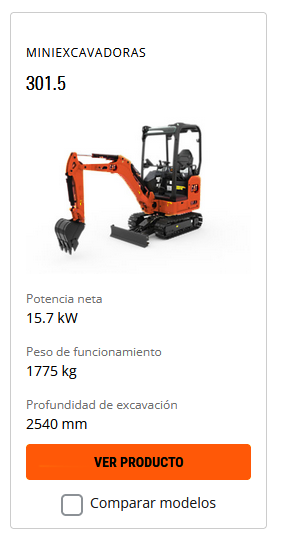 MINIEXCAVADORAS
301.5
Potencia neta
15.7 kW
Peso de funcionamiento
1775 kg
Profundidad de excavación
2540 mm
VER PRODUCTO
Comparar modelos